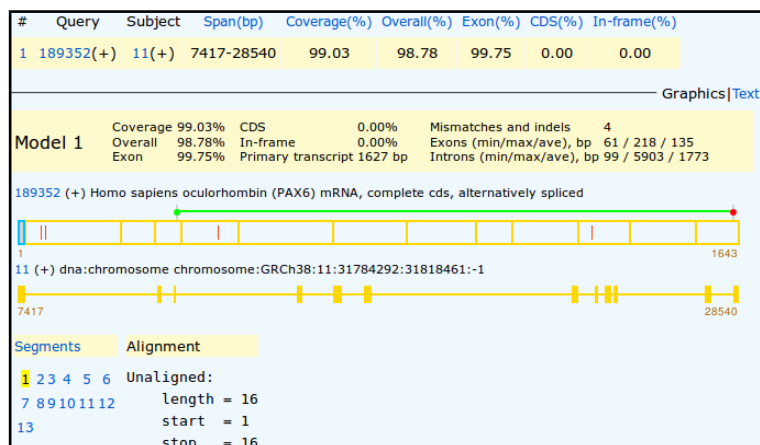 # Query Subject Span(bp) Coverage(%) Overall(%) Exon(%) CDS(%) In-frame(%)
1 189352(+) 11(+) 7417-28540 99.03 98.78 99.75 0.00 0.00
Graphics|Text
Model 1
Coverage 99.03% CDS 0.00% Mismatches and indels 4
Overall 98.78% In-frame 0.00% Exons (min/max/ave), bp 61 / 218 / 135
Exon 99.75% Primary transcript 1627 bp Introns (min/max/ave), bp 99 / 5903 / 1773
189352 (+) Homo sapiens oculorhombin (PAX6) mRNA, complete cds, alternatively spliced
1 1643
11 (+) dna:chromosome chromosome:GRCh38:11:31784292:31818461:-1
7417 28540
Segments Alignment
1 2 3 4 5 6 Unaligned:
7 8 9 10 11 12 length = 16
13 start = 1
stop = 16